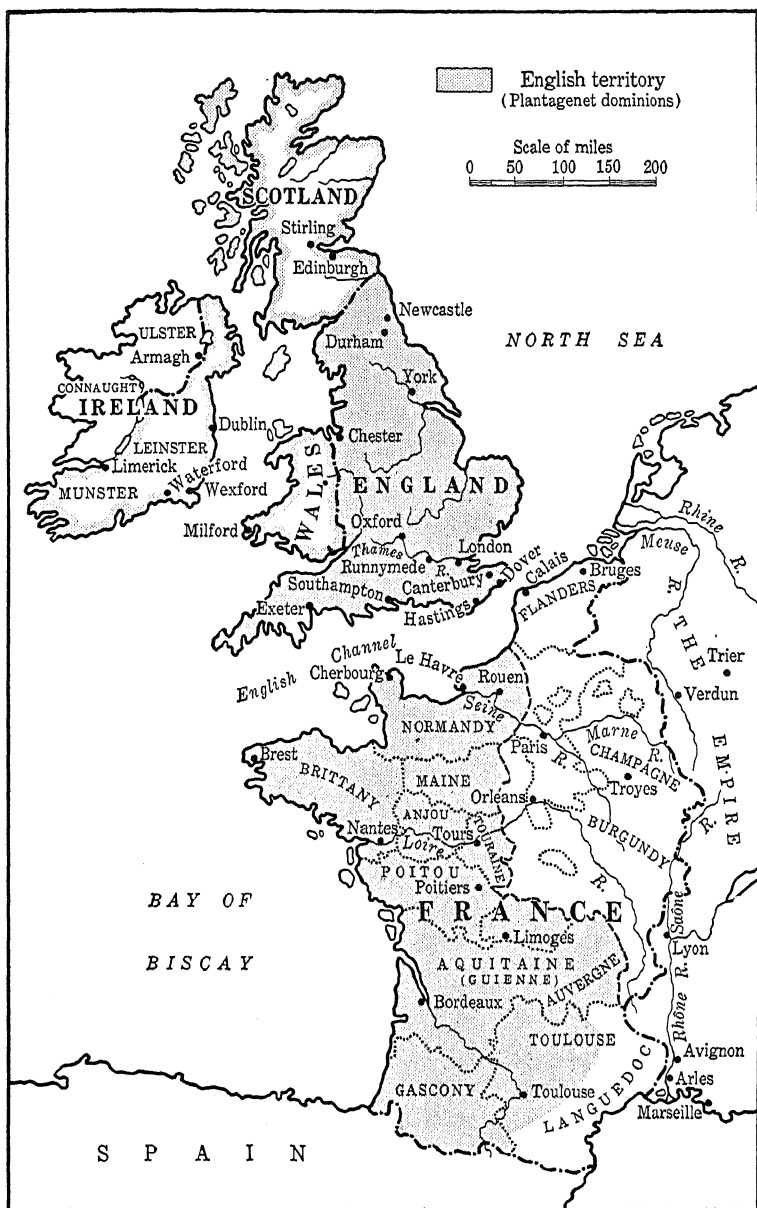 English territory
(Plantagenet dominions)
Scale of miles
0 50 100 150 200
SCOTLAND
Stirling
Edinburgh
Newcastle
Durham
NORTH SEA
ULSTER
Armagh
York
CONNAUGHT
IRELAND
Dublin
Chester
LEINSTER
Limerick
Waterford
WALES
ENGLAND
MUNSTER
Wexford
Milford
Oxford
Rhine R.
Thames R.
London
Meuse R.
Runnymede
Dover
Calais
Bruges
Canterbury
Southampton
FLANDERS
Exeter
Hastings
THE EMPIRE
English Channel
Le Havre
Trier
Cherbourg
Rouen
Verdun
Seine R.
NORMANDY
Marne R.
Paris
CHAMPAGNE
Brest
BRITTANY
MAINE
Troyes
Orléans
ANJOU
BURGUNDY
Nantes
Tours
TOURAINE
Loire R.
POITOU
Poitiers
BAY OF
BISCAY
FRANCE
Saône R.
Limoges
Lyon
AQUITAINE
(GUIENNE)
AUVERGNE
Bordeaux
Rhône R.
TOULOUSE
Avignon
LANGUEDOC
Arles
GASCONY
Toulouse
Marseille
SPAIN